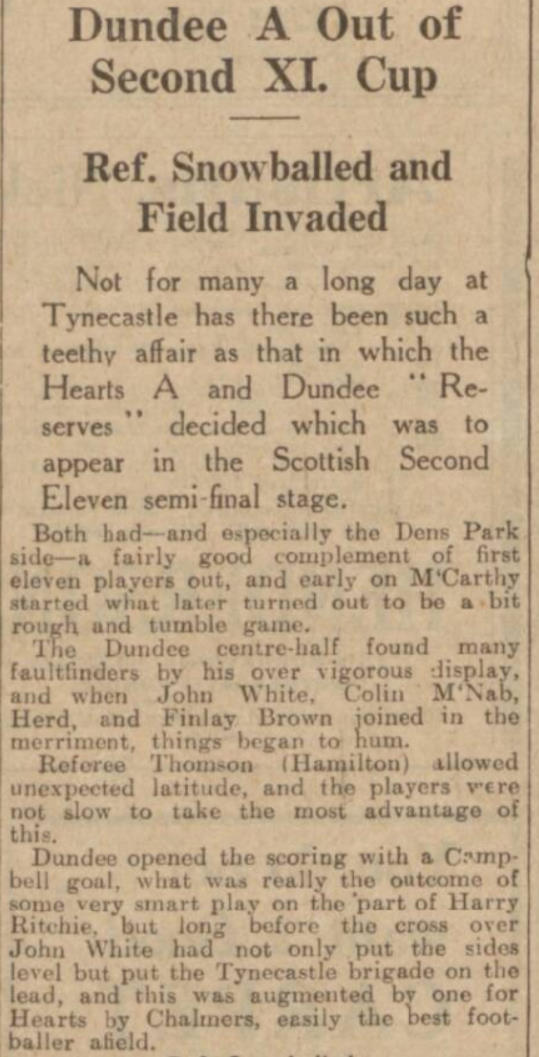 Dundee A Out of
Second XI. Cup
Ref. Snowballed and
Field Invaded
Not for many a long day at
Tynecastle has there been such a
teethy affair as that in which the
Hearts A and Dundee " Re-
serves " decided which was to
appear in the Scottish Second
Eleven semi-final stage.
Both had—and especially the Dens Park
side—a fairly good complement of first
eleven players out, and early on M'Carthy
started what later turned out to be a bit
rough and tumble game.
The Dundee centre-half found many
faultfinders by his over vigorous display,
and when John White, Colin M'Nab,
Herd, and Finlay Brown joined in the
merriment, things began to hum.
Referee Thomson (Hamilton) allowed
unexpected latitude, and the players were
not slow to take the most advantage of
this.
Dundee opened the scoring with a Camp-
bell goal, what was really the outcome of
some very smart play on the part of Harry
Ritchie, but long before the cross over
John White had not only put the sides
level but put the Tynecastle brigade on the
lead, and this was augmented by one for
Hearts by Chalmers, easily the best foot-
baller afield.